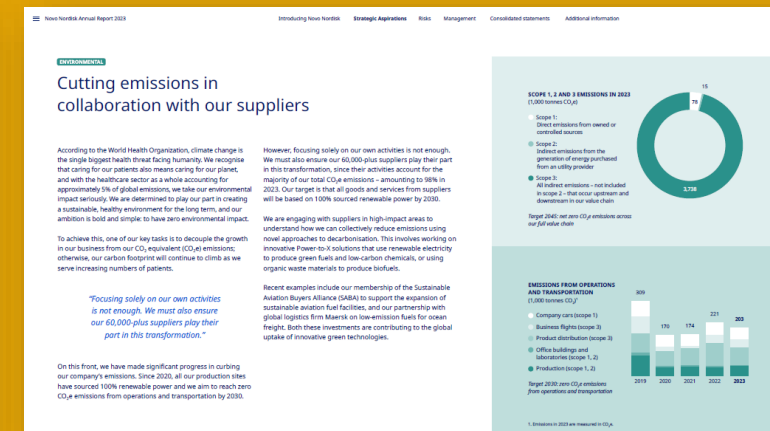 Novo Nordisk Annual Report 2023
Introducing Novo Nordisk Strategic Aspirations Risks Management Consolidated statements Additional information
ENVIRONMENTAL
Cutting emissions in
collaboration with our suppliers
According to the World Health Organization, climate change is
the single biggest health threat facing humanity. We recognise
that caring for our patients also means caring for our planet,
and with the healthcare sector as a whole accounting for
approximately 5% of global emissions, we take our environmental
impact seriously. We are determined to play our part in creating
a sustainable, healthy environment for the long term, and our
ambition is bold and simple: to have zero environmental impact.
To achieve this, one of our key tasks is to decouple the growth
in our business from our CO₂ equivalent (CO₂e) emissions;
otherwise, our carbon footprint will continue to climb as we
serve increasing numbers of patients.
“Focusing solely on our own activities
is not enough. We must also ensure
our 60,000-plus suppliers play their
part in this transformation.”
On this front, we have made significant progress in curbing
our company’s emissions. Since 2020, all our production sites
have sourced 100% renewable power and we aim to reach zero
CO₂e emissions from operations and transportation by 2030.
However, focusing solely on our own activities is not enough.
We must also ensure our 60,000-plus suppliers play their part
in this transformation, since their activities account for the
majority of our total CO₂e emissions – amounting to 98% in
2023. Our target is that all goods and services from suppliers
will be based on 100% sourced renewable power by 2030.
We are engaging with suppliers in high-impact areas to
understand how we can collectively reduce emissions using
novel approaches to decarbonisation. This involves working on
innovative Power-to-X solutions that use renewable electricity
to produce green fuels and low-carbon chemicals, or using
organic waste materials to produce biofuels.
Recent examples include our membership of the Sustainable
Aviation Buyers Alliance (SABA) to support the expansion of
sustainable aviation fuel facilities, and our partnership with
global logistics firm Maersk on low-emission fuels for ocean
freight. Both these investments are contributing to the global
uptake of innovative green technologies.
SCOPE 1, 2 AND 3 EMISSIONS IN 2023
(1,000 tonnes CO₂e)
Scope 1:
Direct emissions from owned or
controlled sources
Scope 2:
Indirect emissions from the
generation of energy purchased
from an utility provider
Scope 3:
All indirect emissions – not included
in scope 2 – that occur upstream and
downstream in our value chain
Target 2045: net zero CO₂e emissions across
our full value chain
15
78
2,738
EMISSIONS FROM OPERATIONS
AND TRANSPORTATION
(1,000 tonnes CO₂)¹
Company cars (scope 1)
Business flights (scope 3)
Product distribution (scope 3)
Office buildings and
laboratories (scope 1, 2)
Production (scope 1, 2)
Target 2030: zero CO₂e emissions
from operations and transportation
309
170
174
221
203
2019 2020 2021 2022 2023
1. Emissions in 2023 are measured in CO₂e.